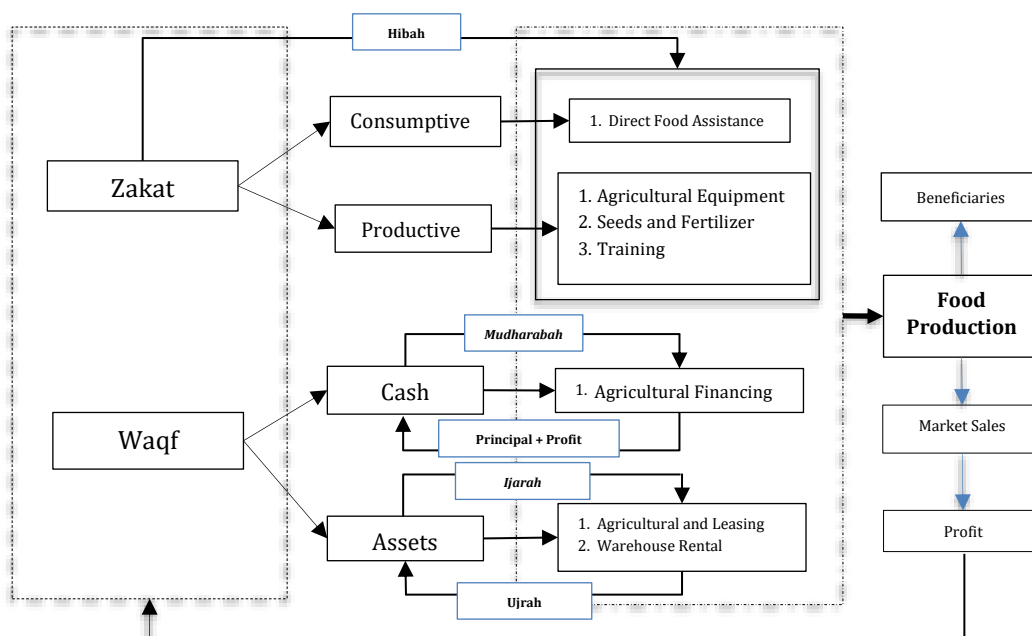 Hibah
Consumptive
1. Direct Food Assistance
Zakat
Productive
1. Agricultural Equipment
2. Seeds and Fertilizer
3. Training
Beneficiaries
Food
Production
Mudharabah
Cash
1. Agricultural Financing
Market Sales
Waqf
Principal + Profit
Ijarah
Assets
1. Agricultural and Leasing
2. Warehouse Rental
Profit
Ujrah